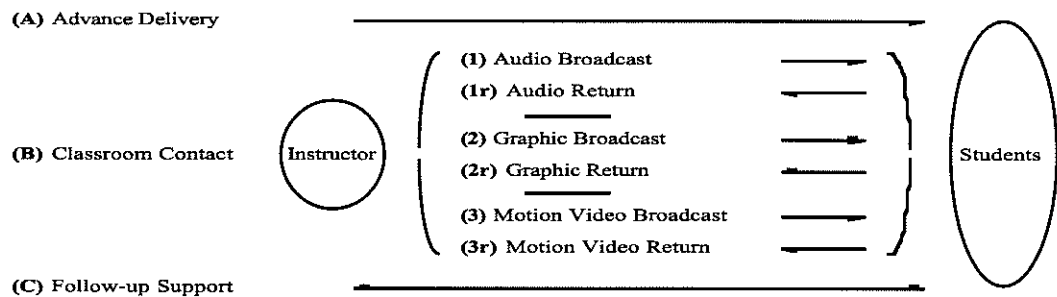 (A) Advance Delivery
(1) Audio Broadcast
(1r) Audio Return
(2) Graphic Broadcast
(B) Classroom Contact
Instructor
Students
(2r) Graphic Return
(3) Motion Video Broadcast
(3r) Motion Video Return
(C) Follow-up Support